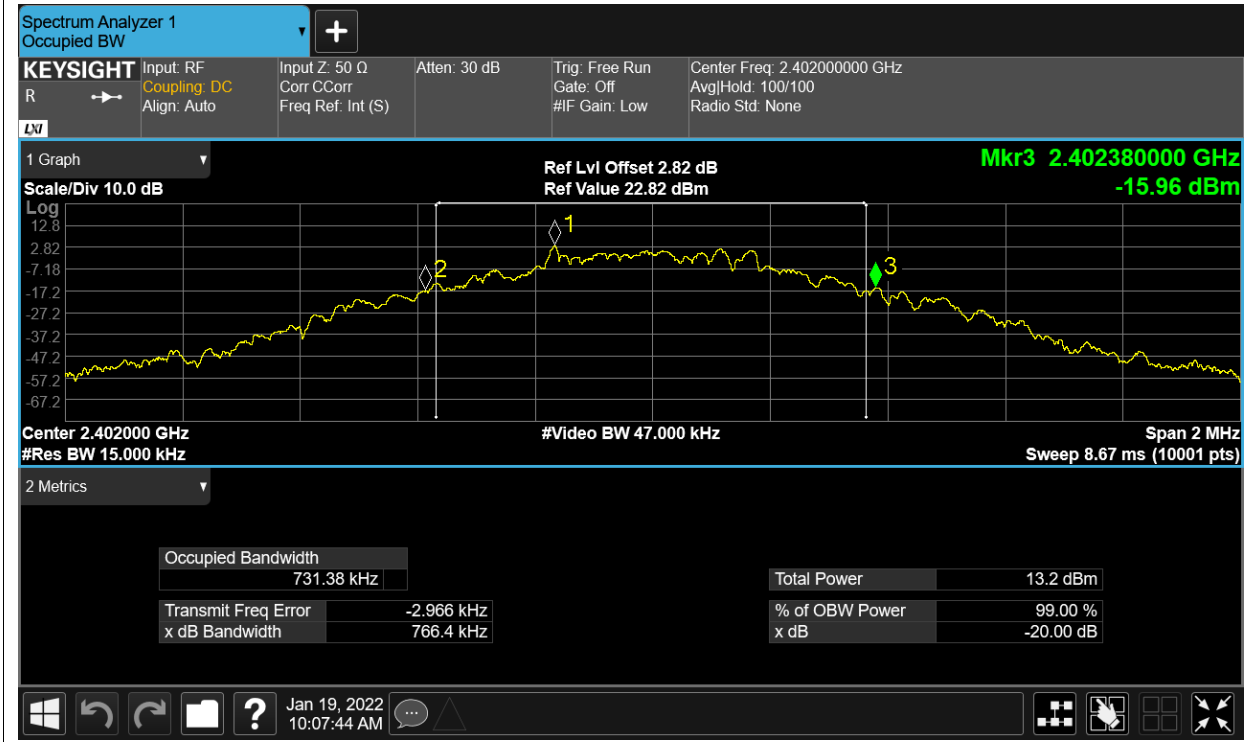 Spectrum Analyzer 1
Occupied BW
KEYSIGHT
R
LXI
Input: RF
Coupling: DC
Align: Auto
Input Z: 50 Ω
Corr CCorr
Freq Ref: Int (S)
Atten: 30 dB
Trig: Free Run
Gate: Off
#IF Gain: Low
Center Freq: 2.402000000 GHz
Avg|Hold: 100/100
Radio Std: None
1 Graph
Scale/Div 10.0 dB
Ref Lvl Offset 2.82 dB
Ref Value 22.82 dBm
Mkr3 2.402380000 GHz
-15.96 dBm
Log
12.8
2.82
-7.18
-17.2
-27.2
-37.2
-47.2
-57.2
-67.2
1
2
3
Center 2.402000 GHz
#Video BW 47.000 kHz
Span 2 MHz
#Res BW 15.000 kHz
Sweep 8.67 ms (10001 pts)
2 Metrics
Occupied Bandwidth
731.38 kHz
Total Power 13.2 dBm
Transmit Freq Error -2.966 kHz
% of OBW Power 99.00 %
x dB Bandwidth 766.4 kHz
x dB -20.00 dB
?
Jan 19, 2022
10:07:44 AM